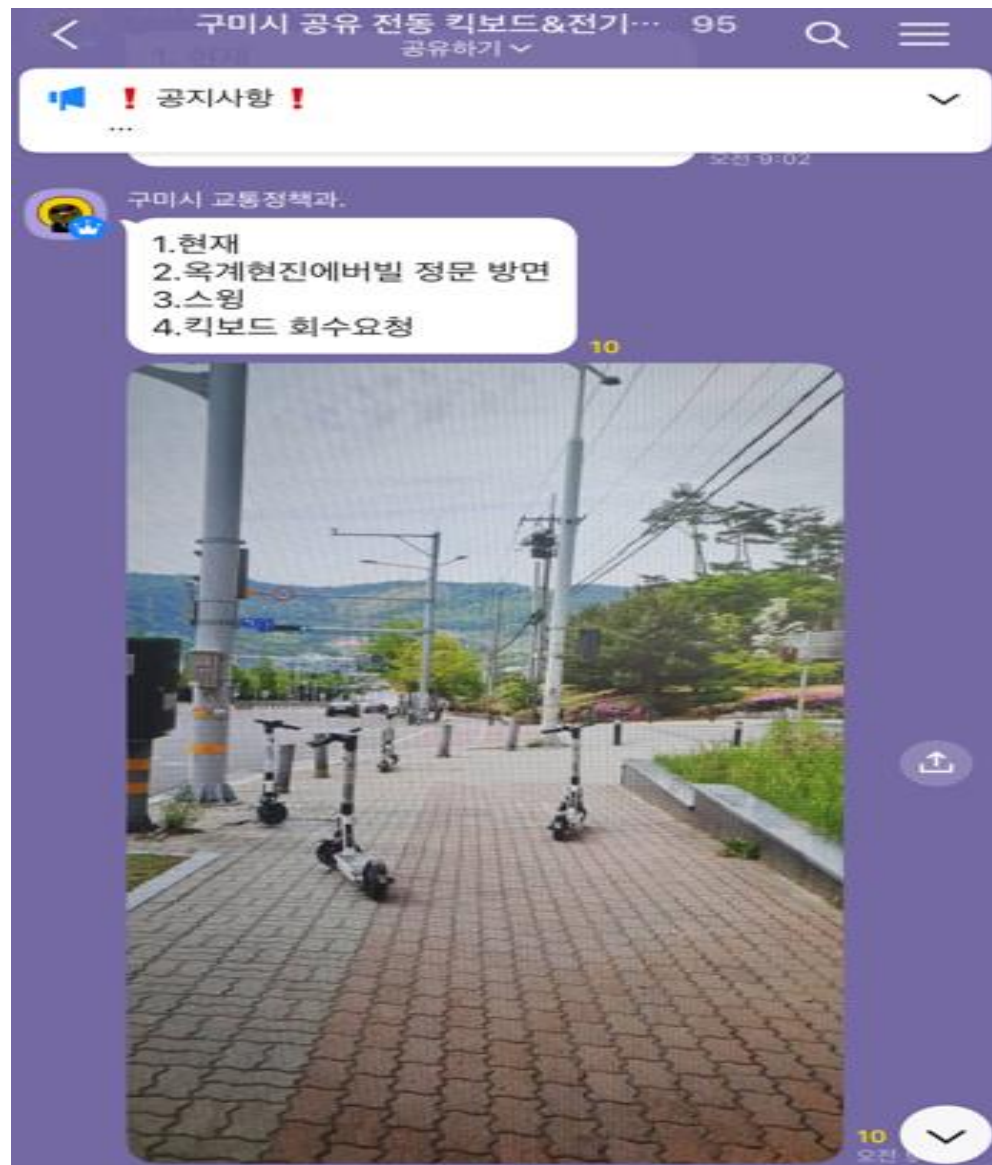 구미시 공유 전동 킥보드&전기… 95
공유하기
❗ 공지사항 ❗
...
오전 9:02
구미시 교통정책과.
1.현재
2.옥계현진에버빌 정문 방면
3.스윙
4.킥보드 회수요청
10
10
오전